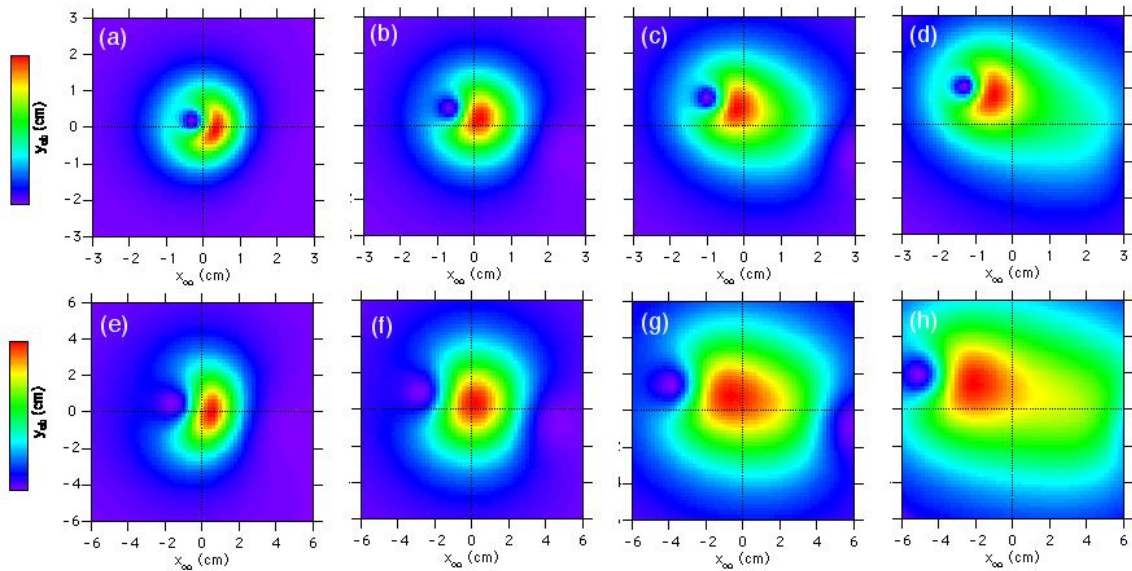 (a) (b) (c) (d)
3
2
1
0
-1
-2
-3
y (cm)
-3 -2 -1 0 1 2 3
-3 -2 -1 0 1 2 3
-3 -2 -1 0 1 2 3
-3 -2 -1 0 1 2 3
x (cm) x (cm) x (cm) x (cm)
(e) (f) (g) (h)
6
4
2
0
-2
-4
-6
y (cm)
-6 -4 -2 0 2 4 6
-6 -4 -2 0 2 4 6
-6 -4 -2 0 2 4 6
-6 -4 -2 0 2 4 6
x (cm) x (cm) x (cm) x (cm)